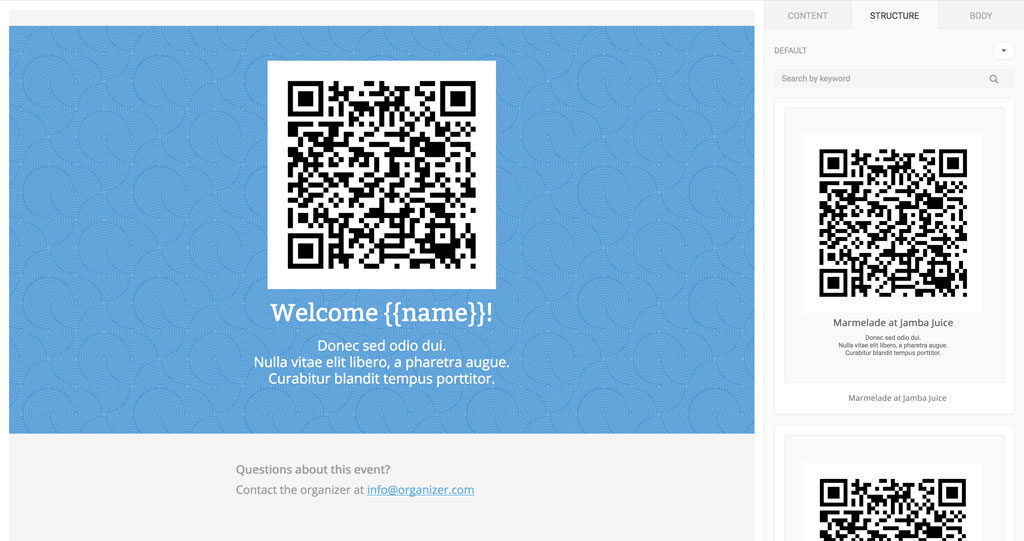 CONTENT
STRUCTURE
BODY
DEFAULT
Search by keyword
Welcome {{name}}!
Donec sed odio dui.
Nulla vitae elit libero, a pharetra augue.
Curabitur blandit tempus porttitor.
Questions about this event?
Contact the organizer at info@organizer.com
Marmelade at Jamba Juice
Donec sed odio dui.
Nulla vitae elit libero, a pharetra augue.
Curabitur blandit tempus porttitor.
Marmelade at Jamba Juice